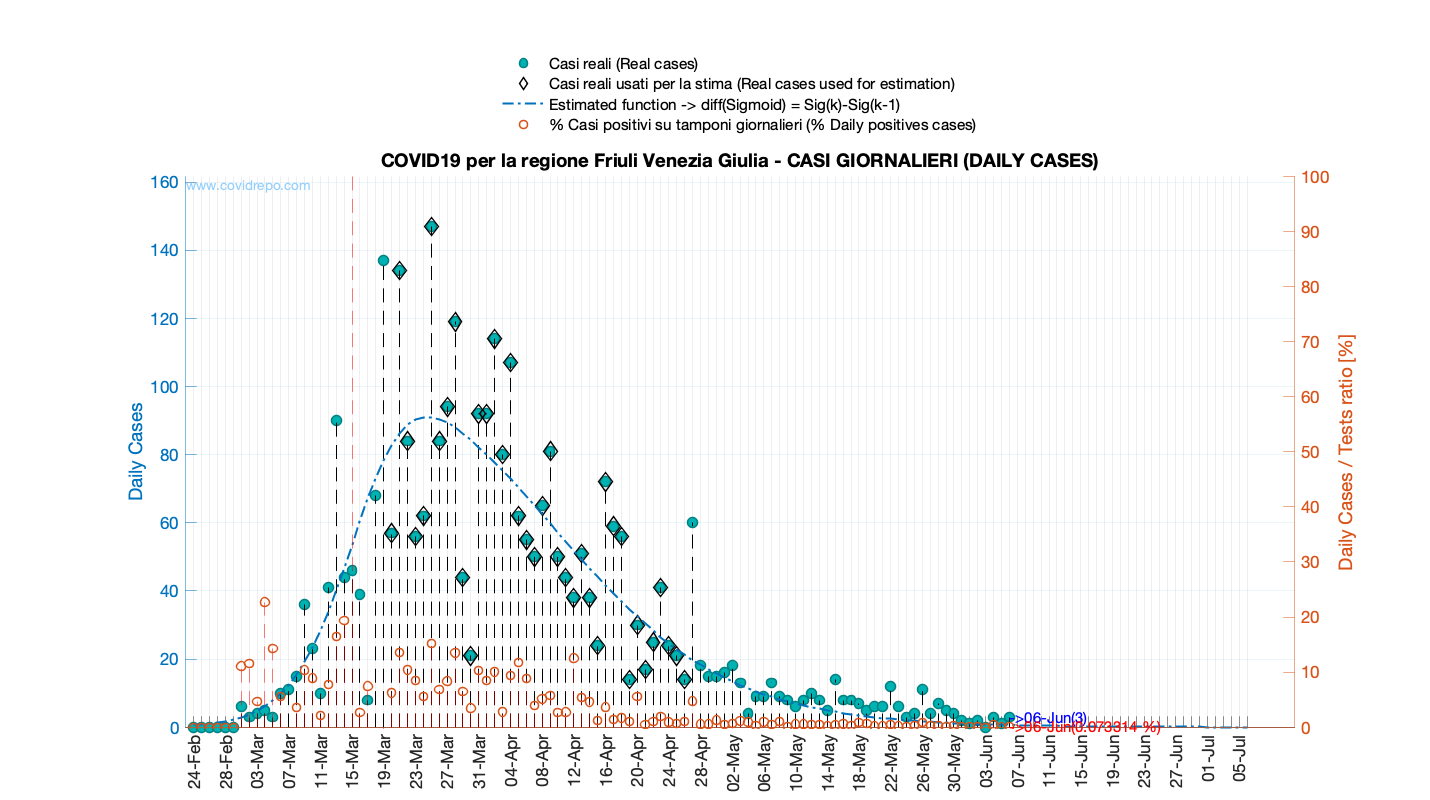 Casi reali (Real cases)
Casi reali usati per la stima (Real cases used for estimation)
Estimated function -> diff(Sigmoid) = Sig(k)-Sig(k-1)
% Casi positivi su tamponi giornalieri (% Daily positives cases)
COVID19 per la regione Friuli Venezia Giulia - CASI GIORNALIERI (DAILY CASES)
www.covidrepo.com
160
140
120
100
80
60
40
20
0
Daily Cases
100
90
80
70
60
50
40
30
20
10
0
Daily Cases / Tests ratio [%]
->06-Jun(3)
->06-Jun(0.073314 %)
24-Feb
28-Feb
03-Mar
07-Mar
11-Mar
15-Mar
19-Mar
23-Mar
27-Mar
31-Mar
04-Apr
08-Apr
12-Apr
16-Apr
20-Apr
24-Apr
28-Apr
02-May
06-May
10-May
14-May
18-May
22-May
26-May
30-May
03-Jun
07-Jun
11-Jun
15-Jun
19-Jun
23-Jun
27-Jun
01-Jul
05-Jul